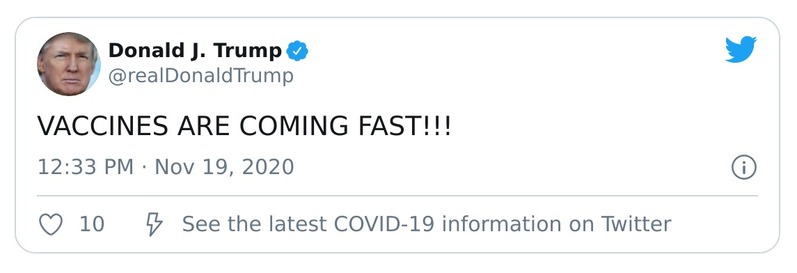 Donald J. Trump
@realDonaldTrump
VACCINES ARE COMING FAST!!!
12:33 PM · Nov 19, 2020
10 See the latest COVID-19 information on Twitter